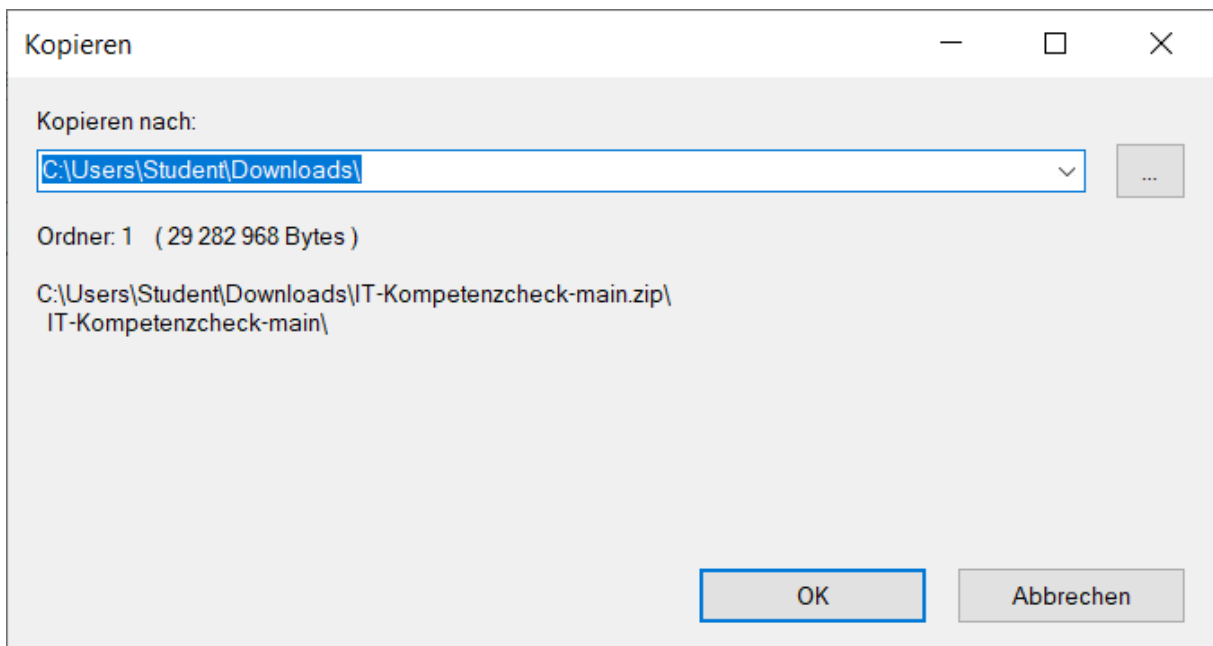 Kopieren
Kopieren nach:
C:\Users\Student\Downloads\
...
Ordner: 1 ( 29 282 968 Bytes )
C:\Users\Student\Downloads\IT-Kompetenzcheck-main.zip\
IT-Kompetenzcheck-main\
OK
Abbrechen